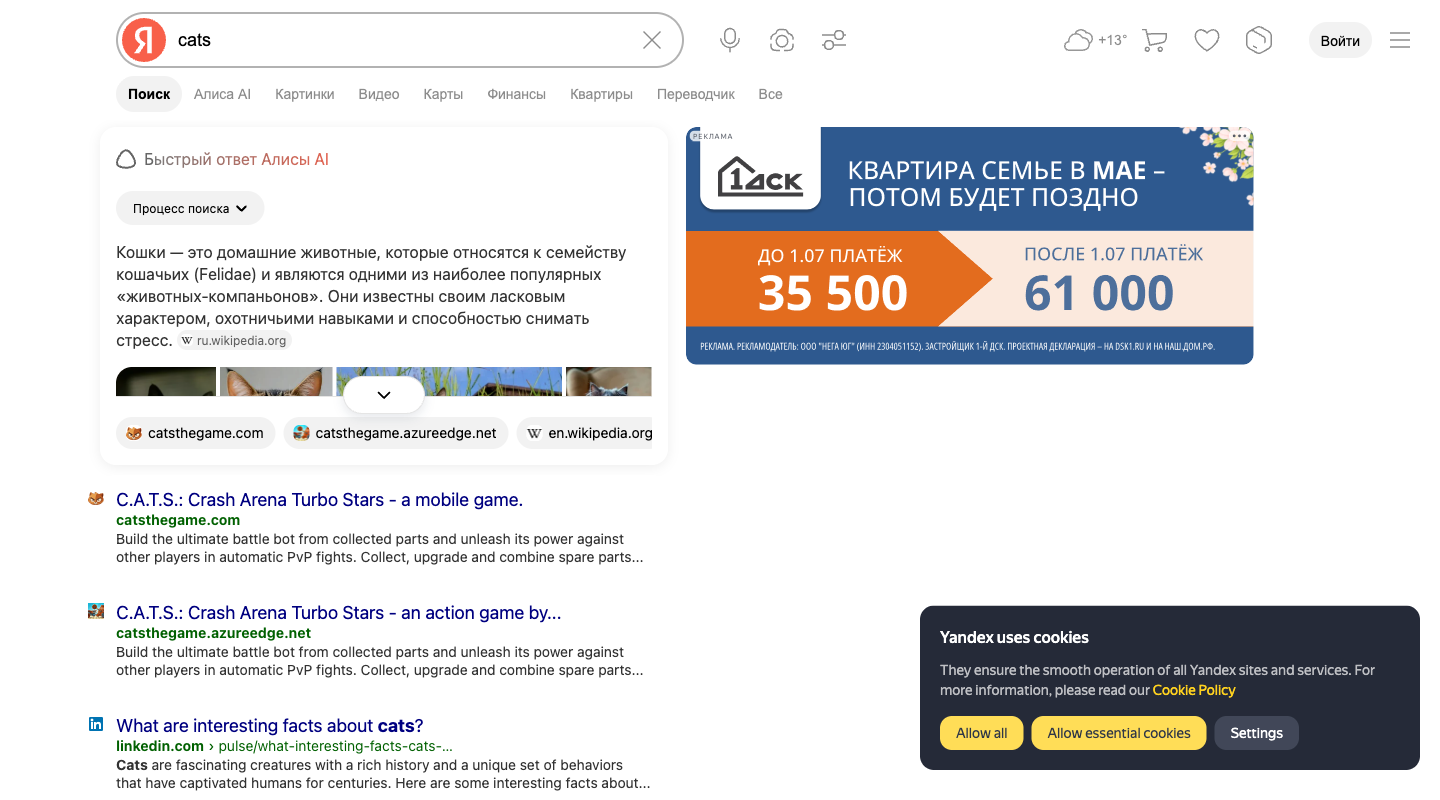 Я
cats
+13°
Войти
Поиск
Алиса AI
Картинки
Видео
Карты
Финансы
Квартиры
Переводчик
Все
Быстрый ответ Алисы AI
Процесс поиска
Кошки — это домашние животные, которые относятся к семейству
кошачьих (Felidae) и являются одними из наиболее популярных
«животных-компаньонов». Они известны своим ласковым
характером, охотничьими навыками и способностью снимать
стресс. W ru.wikipedia.org
catsthegame.com
catsthegame.azureedge.net
W en.wikipedia.org
РЕКЛАМА
1ДСК
КВАРТИРА СЕМЬЕ В МАЕ –
ПОТОМ БУДЕТ ПОЗДНО
ДО 1.07 ПЛАТЁЖ
35 500
ПОСЛЕ 1.07 ПЛАТЁЖ
61 000
РЕКЛАМА. РЕКЛАМОДАТЕЛЬ: ООО "НЕГА ЮГ" (ИНН 2304051152). ЗАСТРОЙЩИК 1-Й ДСК. ПРОЕКТНАЯ ДЕКЛАРАЦИЯ – НА DSK1.RU И НА НАШ.ДОМ.РФ.
C.A.T.S.: Crash Arena Turbo Stars - a mobile game.
catsthegame.com
Build the ultimate battle bot from collected parts and unleash its power against
other players in automatic PvP fights. Collect, upgrade and combine spare parts...
C.A.T.S.: Crash Arena Turbo Stars - an action game by...
catsthegame.azureedge.net
Build the ultimate battle bot from collected parts and unleash its power against
other players in automatic PvP fights. Collect, upgrade and combine spare parts...
in
What are interesting facts about cats?
linkedin.com › pulse/what-interesting-facts-cats-...
Cats are fascinating creatures with a rich history and a unique set of behaviors
that have captivated humans for centuries. Here are some interesting facts about...
Yandex uses cookies
They ensure the smooth operation of all Yandex sites and services. For
more information, please read our Cookie Policy
Allow all
Allow essential cookies
Settings